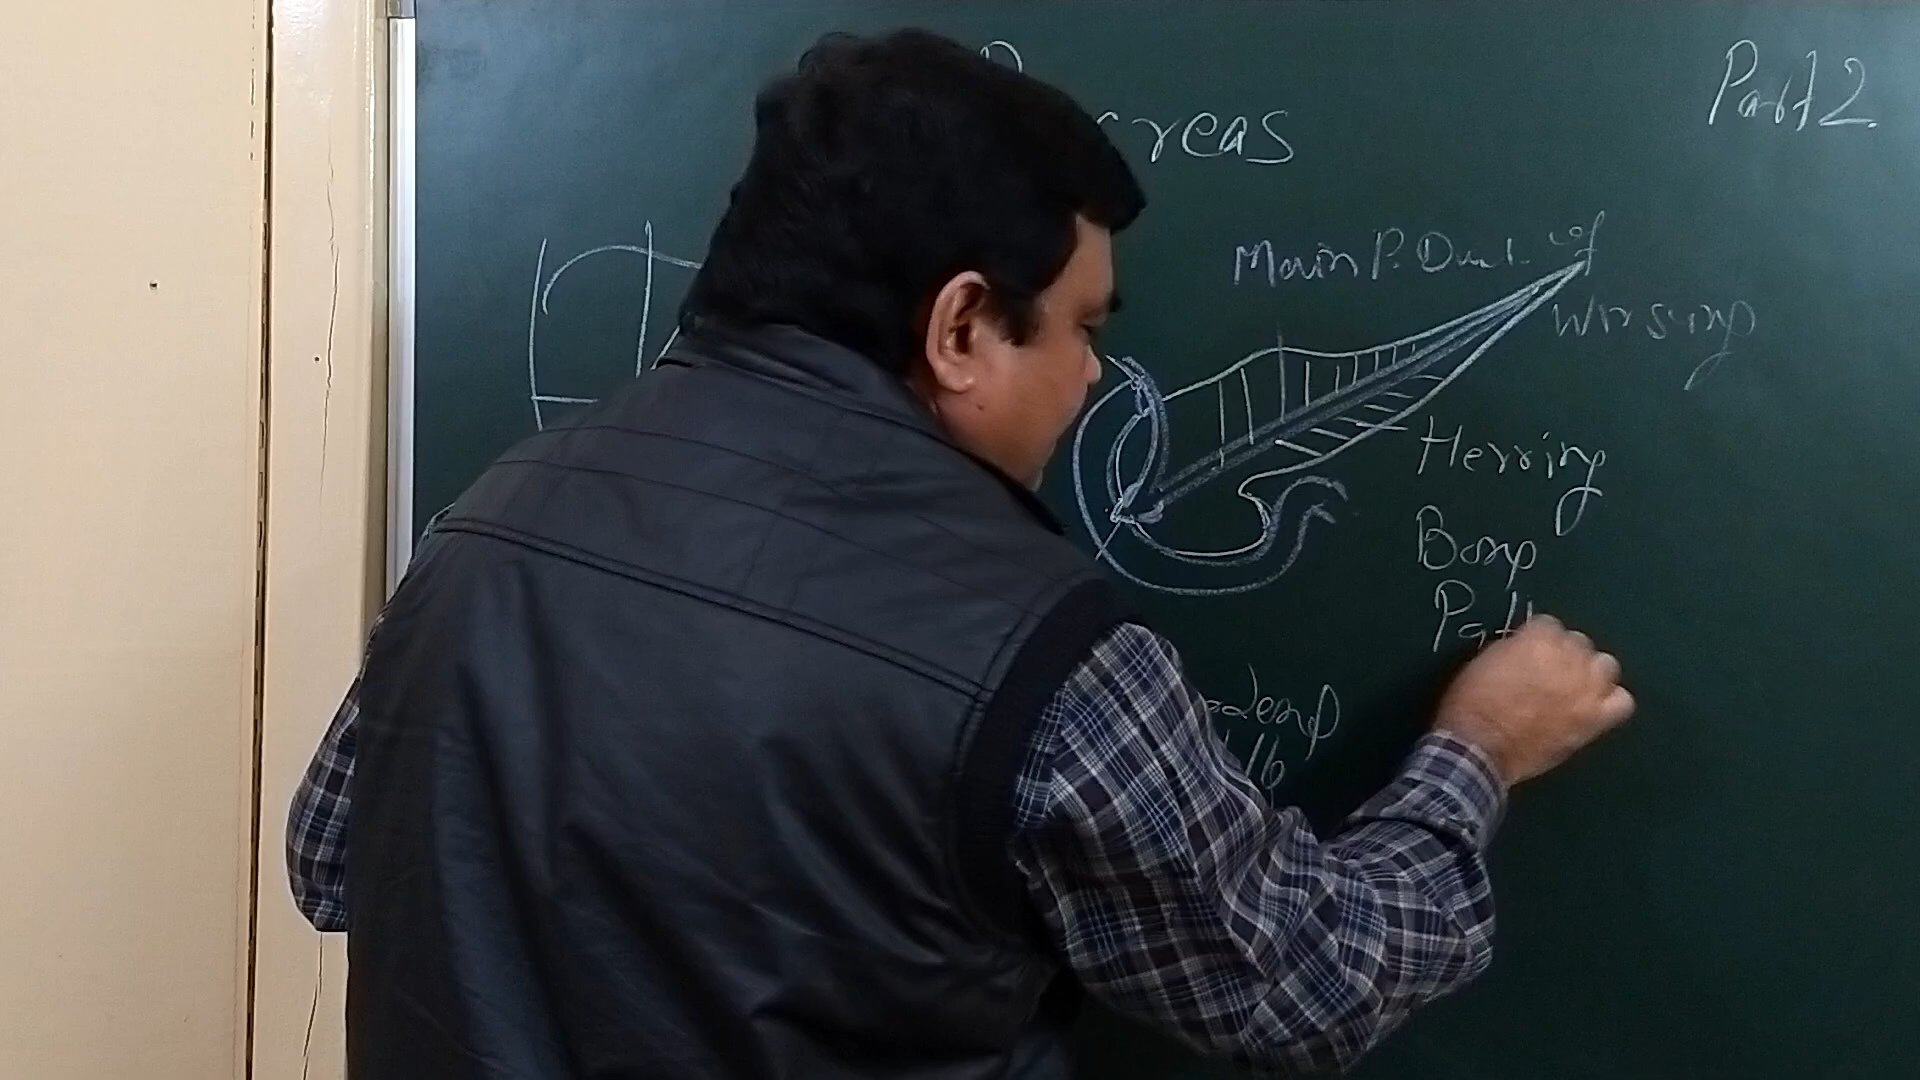 Part 2.
creas
Main P. Duct of
Wirsung
Herring
Bone
Patt